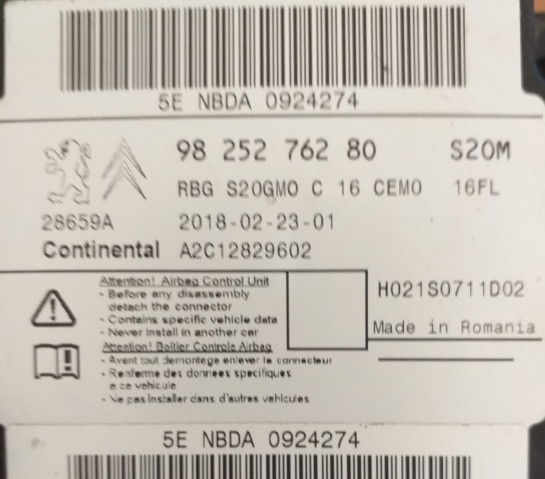 5E NBDA 0924274
98 252 762 80 S20M
RBG S20GMO C 16 CEMO 16FL
28659A 2018-02-23-01
Continental A2C12829602
Attention! Airbag Control Unit
- Before any disassembly
detach the connector
- Contains specific vehicle data
- Never install in another car
Attention! Boitier Controle Airbag
- Avant tout demontage enlever le connecteur
- Renferme des donnees specifiques
a ce vehicule
- Ne pas installer dans d'autres vehicules
H021S0711D02
Made in Romania
5E NBDA 0924274